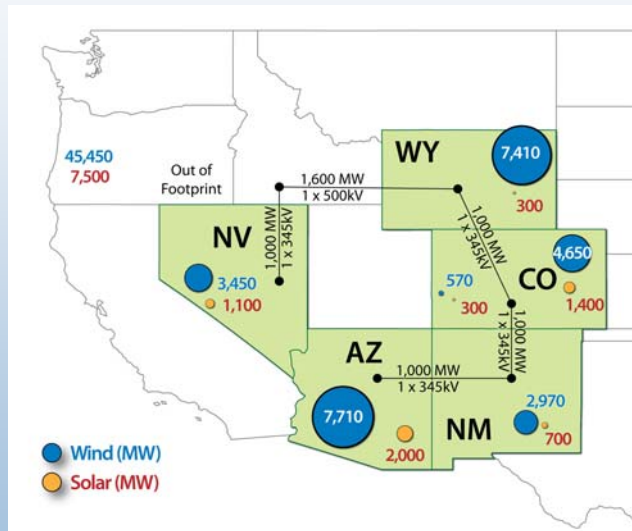 45,450
7,500
Out of
Footprint
WY
7,410
300
1,600 MW
1 x 500kV
NV
1,000 MW
1 x 345kV
3,450
1,100
1,000 MW
1 x 345kV
4,650
CO
570
300
1,400
1,000 MW
1 x 345kV
AZ
1,000 MW
1 x 345kV
7,710
2,000
NM
2,970
700
Wind (MW)
Solar (MW)